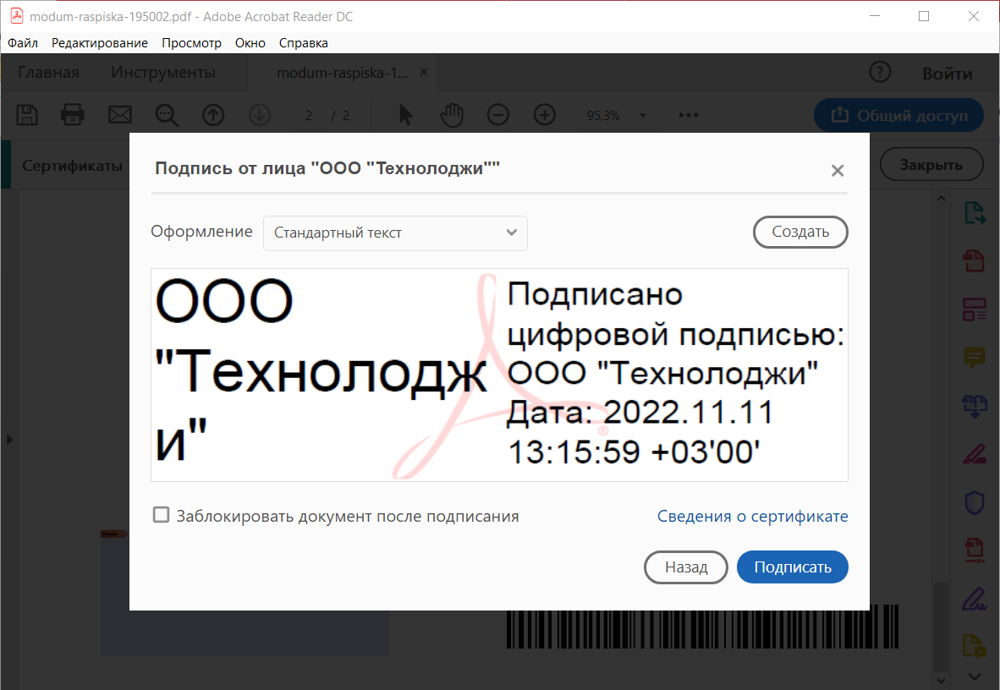 modum-raspiska-195002.pdf - Adobe Acrobat Reader DC
Файл Редактирование Просмотр Окно Справка
Главная Инструменты modum-raspiska-1... Войти
2 / 2 95,3% Общий доступ
Сертификаты Закрыть
Подпись от лица "ООО "Технолоджи""
Оформление Стандартный текст Создать
ООО
"Технолодж
и"
Подписано
цифровой подписью:
ООО "Технолоджи"
Дата: 2022.11.11
13:15:59 +03'00'
Заблокировать документ после подписания Сведения о сертификате
Назад Подписать